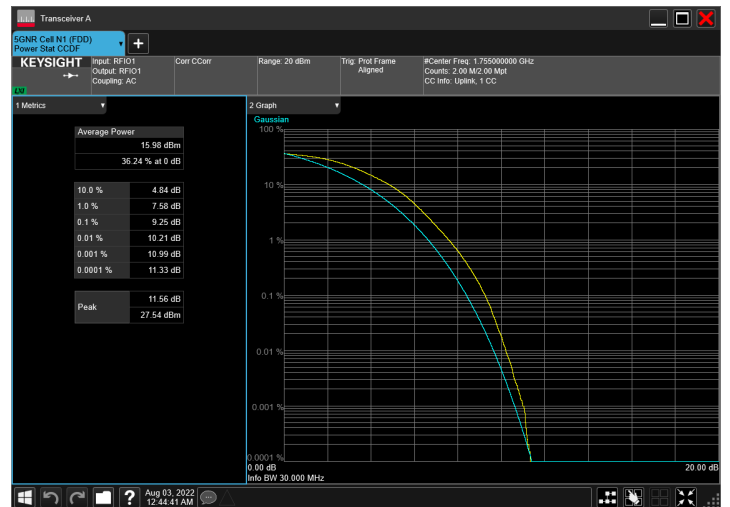 Transceiver A
5GNR Cell N1 (FDD)
Power Stat CCDF
KEYSIGHT
LXI
Input: RFIO1
Output: RFIO1
Coupling: AC
Corr CCorr
Range: 20 dBm
Trig: Prot Frame
Aligned
#Center Freq: 1.755000000 GHz
Counts: 2.00 M/2.00 Mpt
CC Info: Uplink, 1 CC
1 Metrics
Average Power
15.98 dBm
36.24 % at 0 dB
10.0 % 4.84 dB
1.0 % 7.58 dB
0.1 % 9.25 dB
0.01 % 10.21 dB
0.001 % 10.99 dB
0.0001 % 11.33 dB
Peak
11.56 dB
27.54 dBm
2 Graph
Gaussian
100 %
10 %
1 %
0.1 %
0.01 %
0.001 %
0.0001 %
0.00 dB
20.00 dB
Info BW 30.000 MHz
?
Aug 03, 2022
12:44:41 AM